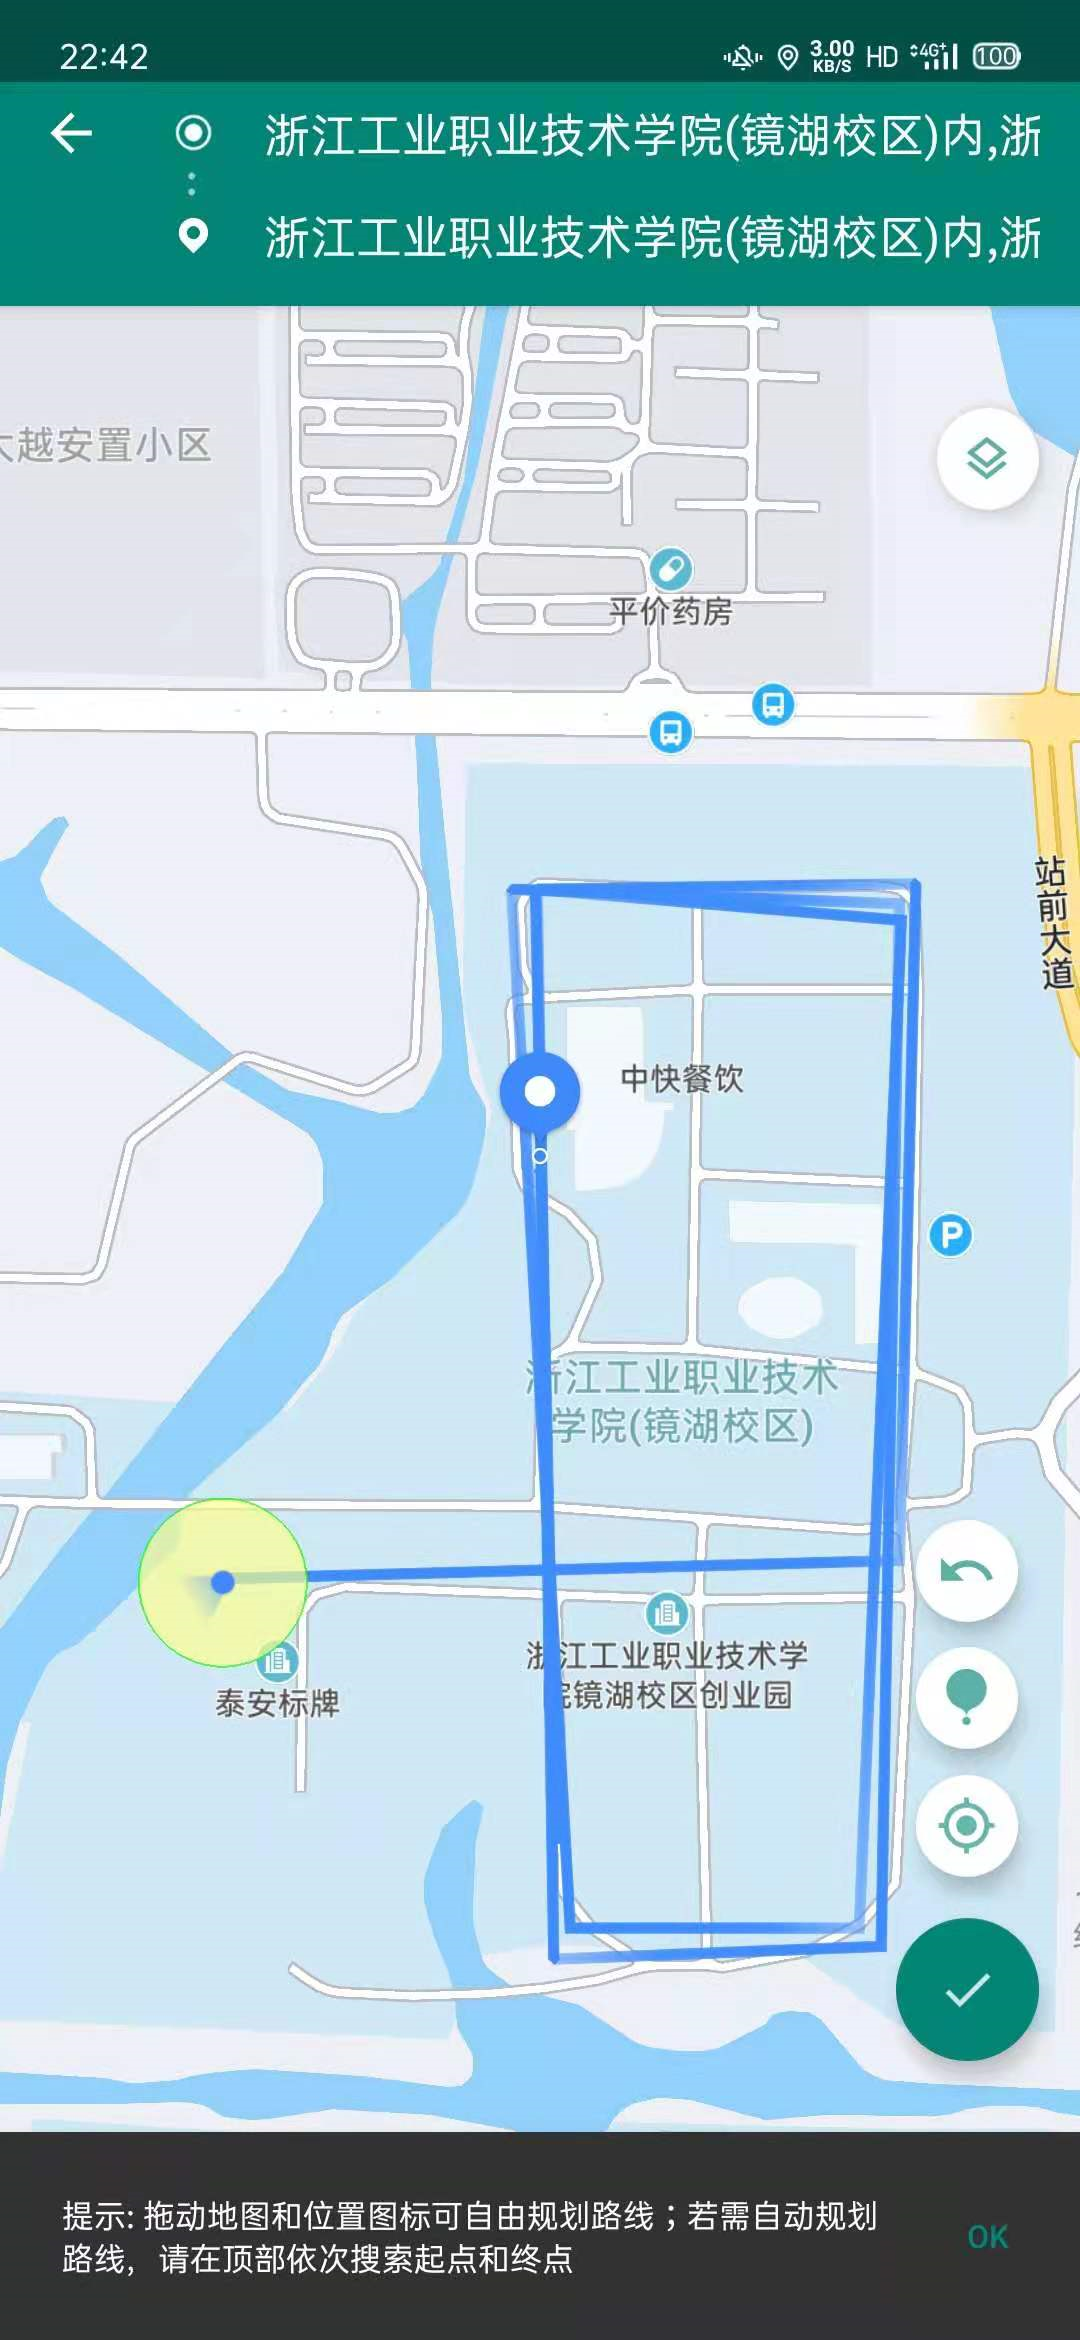 22:42
3.00
KB/S
HD
4G+
100
浙江工业职业技术学院(镜湖校区)内,浙
浙江工业职业技术学院(镜湖校区)内,浙
越安置小区
平价药房
站前大道
中快餐饮
P
浙江工业职业技术
学院(镜湖校区)
浙江工业职业技术学
院镜湖校区创业园
泰安标牌
提示: 拖动地图和位置图标可自由规划路线；若需自动规划
路线，请在顶部依次搜索起点和终点
OK